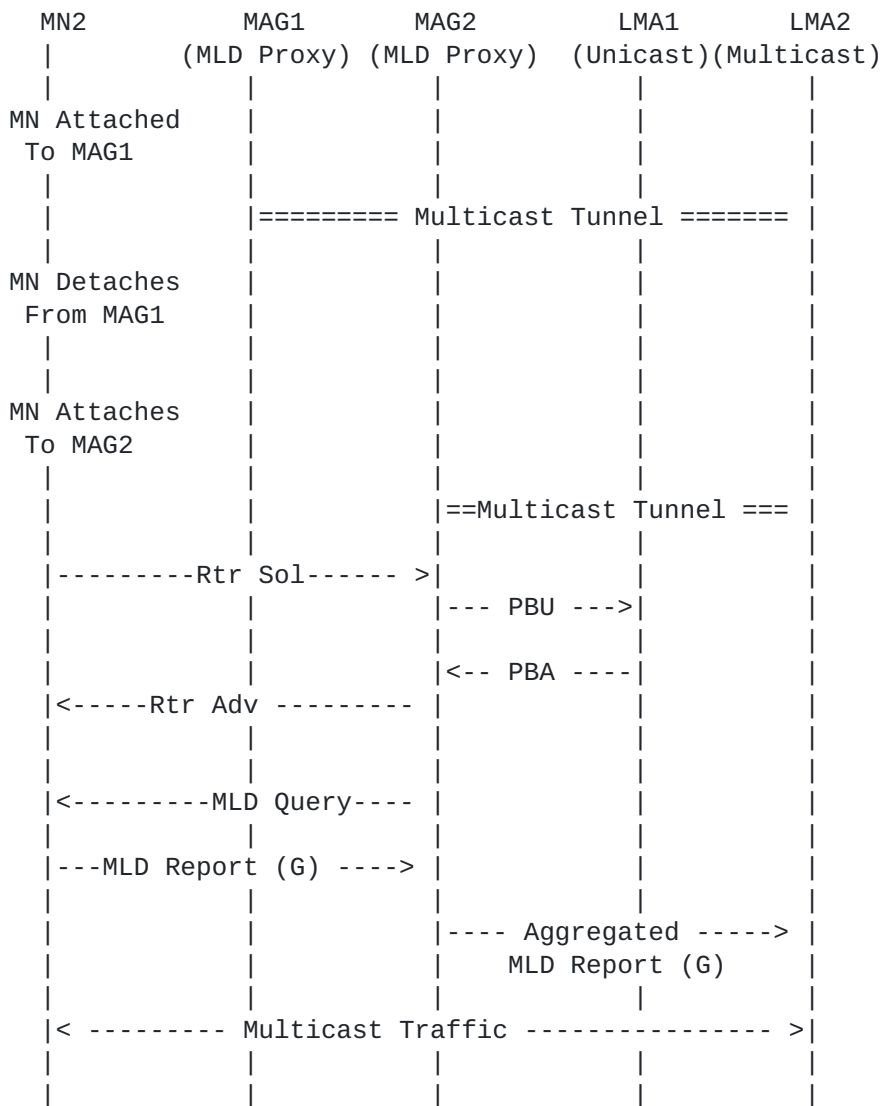 MN2 MAG1 MAG2 LMA1 LMA2
| (MLD Proxy) (MLD Proxy) (Unicast)(Multicast)
| | | | |
MN Attached | | | |
To MAG1 | | | |
| | | | |
| |========= Multicast Tunnel ======= |
| | | | |
MN Detaches | | | |
From MAG1 | | | |
| | | | |
| | | | |
MN Attaches | | | |
To MAG2 | | | |
| | | | |
| | |==Multicast Tunnel === |
| | | | |
|---------Rtr Sol------ >| | |
| | |--- PBU --->| |
| | | | |
| | |<-- PBA ----| |
|<-----Rtr Adv --------- | | |
| | | | |
| | | | |
|<---------MLD Query---- | | |
| | | | |
|---MLD Report (G) ----> | | |
| | | | |
| | |---- Aggregated -----> |
| | | MLD Report (G) |
| | | | |
|< --------- Multicast Traffic --------------- >|
| | | | |
| | | | |